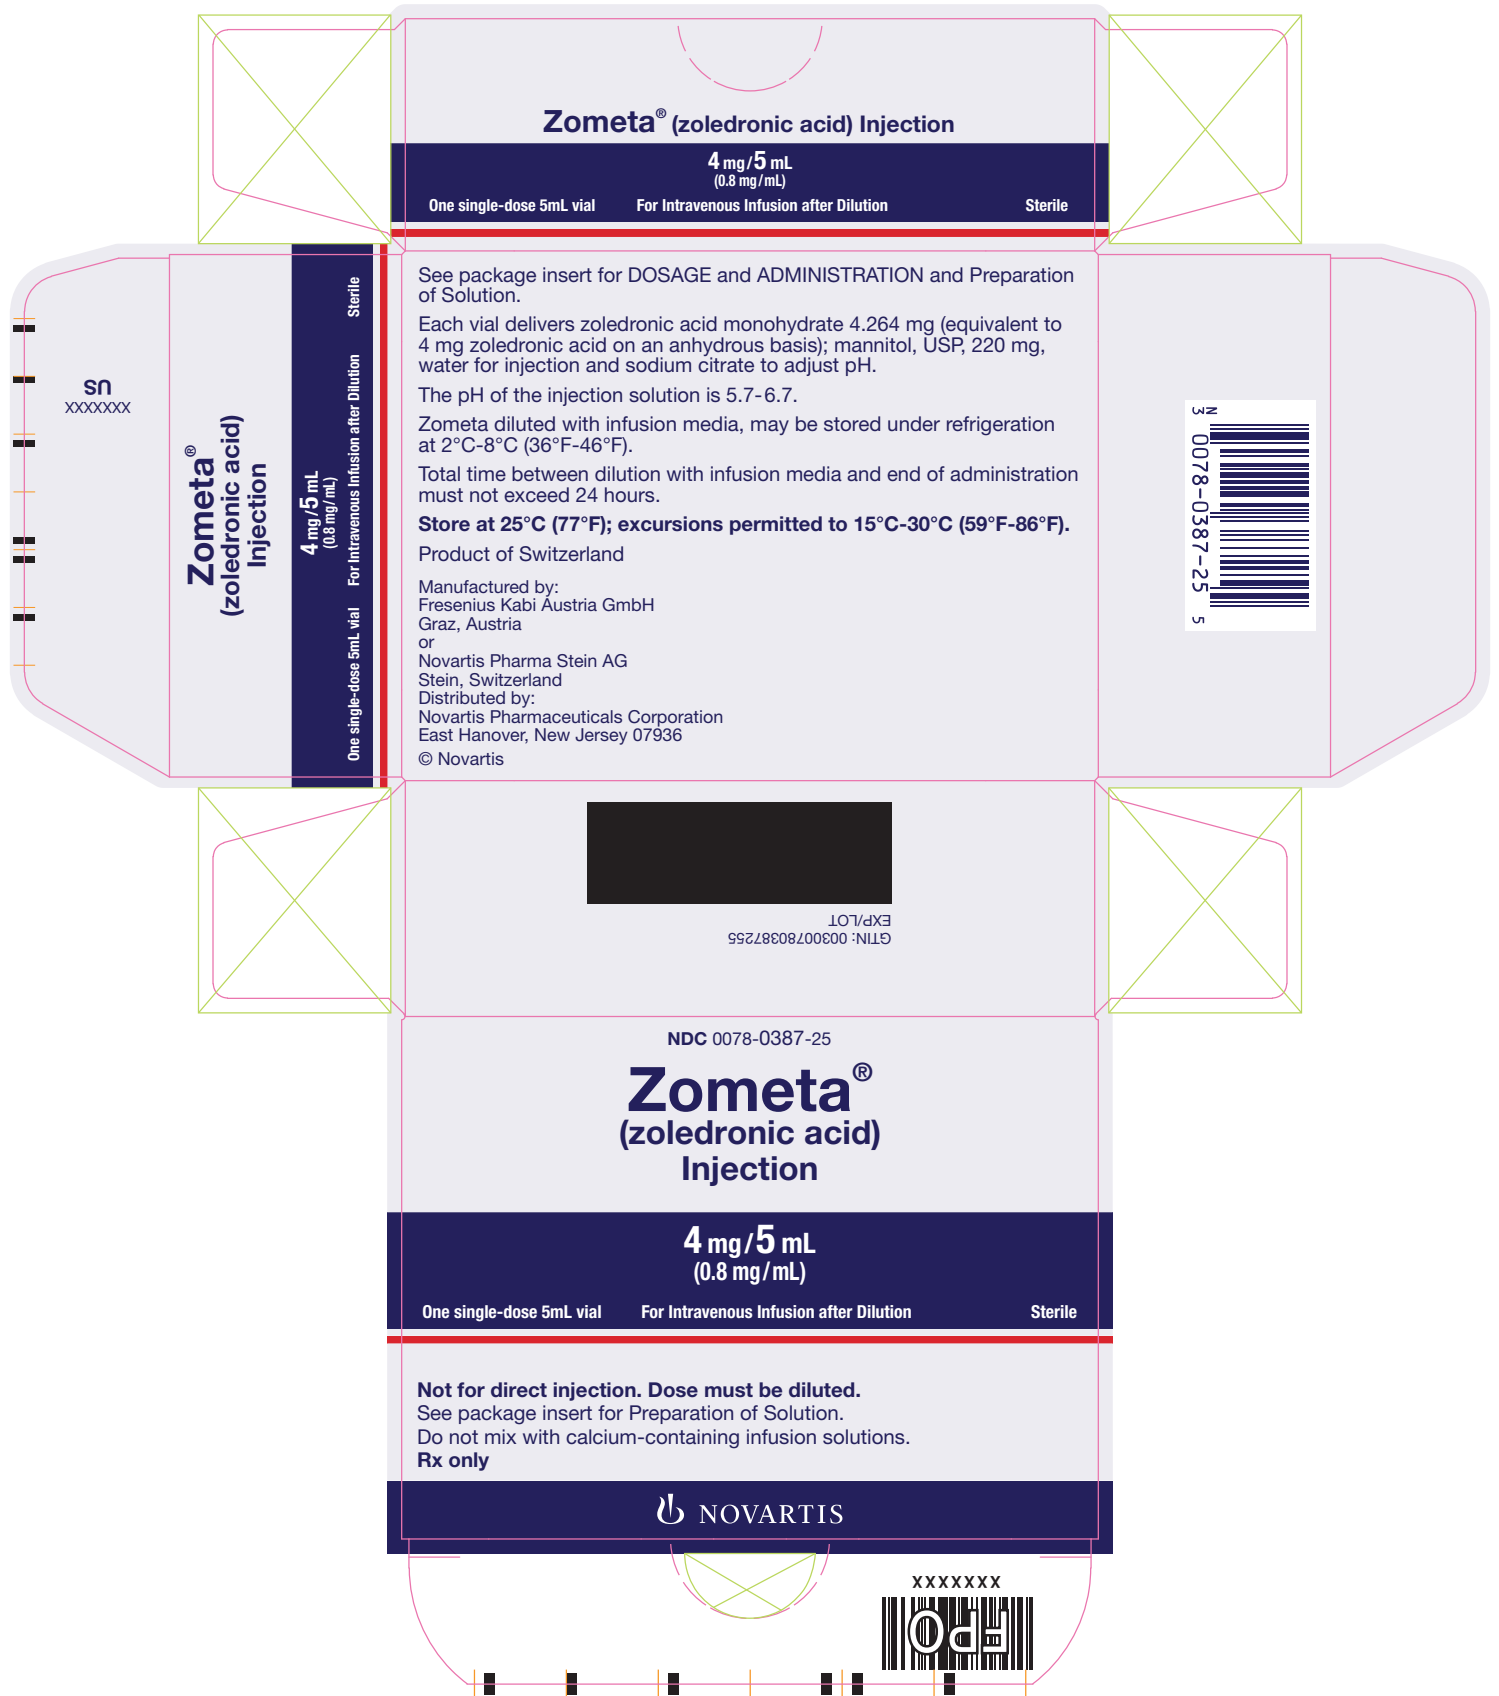 Zometa® (zoledronic acid) Injection
4 mg/5 mL
(0.8 mg/mL)
One single-dose 5mL vial For Intravenous Infusion after Dilution Sterile
US
XXXXXXX
Zometa®
(zoledronic acid)
Injection
4 mg/5 mL
(0.8 mg/mL)
One single-dose 5mL vial For Intravenous Infusion after Dilution Sterile
See package insert for DOSAGE and ADMINISTRATION and Preparation
of Solution.
Each vial delivers zoledronic acid monohydrate 4.264 mg (equivalent to
4 mg zoledronic acid on an anhydrous basis); mannitol, USP, 220 mg,
water for injection and sodium citrate to adjust pH.
The pH of the injection solution is 5.7-6.7.
Zometa diluted with infusion media, may be stored under refrigeration
at 2°C-8°C (36°F-46°F).
Total time between dilution with infusion media and end of administration
must not exceed 24 hours.
Store at 25°C (77°F); excursions permitted to 15°C-30°C (59°F-86°F).
Product of Switzerland
Manufactured by:
Fresenius Kabi Austria GmbH
Graz, Austria
or
Novartis Pharma Stein AG
Stein, Switzerland
Distributed by:
Novartis Pharmaceuticals Corporation
East Hanover, New Jersey 07936
© Novartis
N
3 0078-0387-25 5
GTIN: 00300780387255
EXP/LOT
NDC 0078-0387-25
Zometa®
(zoledronic acid)
Injection
4 mg/5 mL
(0.8 mg/mL)
One single-dose 5mL vial For Intravenous Infusion after Dilution Sterile
Not for direct injection. Dose must be diluted.
See package insert for Preparation of Solution.
Do not mix with calcium-containing infusion solutions.
Rx only
NOVARTIS
XXXXXXX
FPO